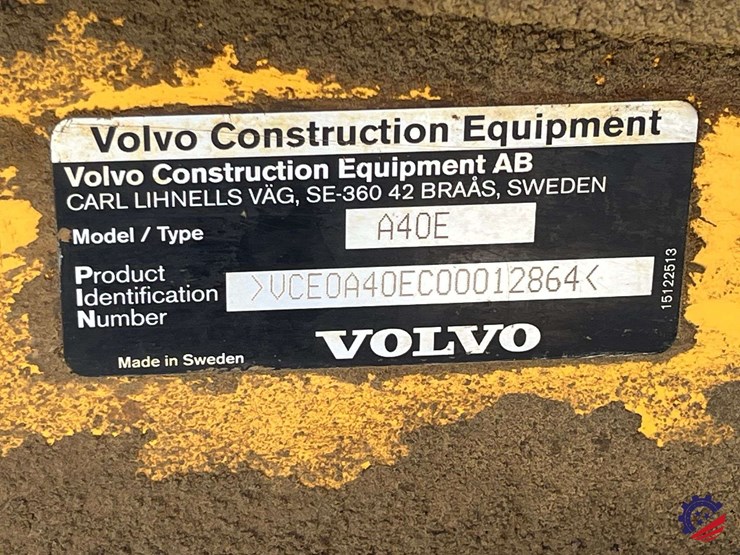 Volvo Construction Equipment
Volvo Construction Equipment AB
CARL LIHNELLS VÄG, SE-360 42 BRAÅS, SWEDEN
Model / Type A40E
Product
Identification >VCE0A40EC00012864<
Number
VOLVO
Made in Sweden
15122513